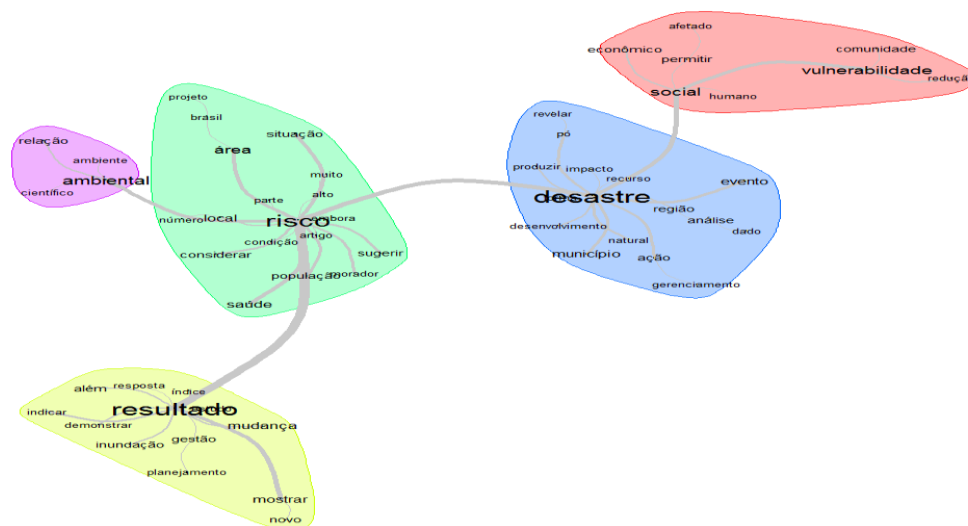 afetado
econômico
comunidade
permitir
vulnerabilidade
reduçã
social
humano
projeto
brasil
revelar
situação
pó
relação
área
ambiente
produzir
impacto
muito
recurso
ambiental
evento
científico
alto
desastre
parte
região
número
local
embora
análise
risco
desenvolvimento
dado
artigo
natural
condição
considerar
sugerir
município
ação
população
morador
gerenciamento
saúde
além
resposta
índice
indicar
resultado
demonstrar
mudança
gestão
inundação
planejamento
mostrar
novo